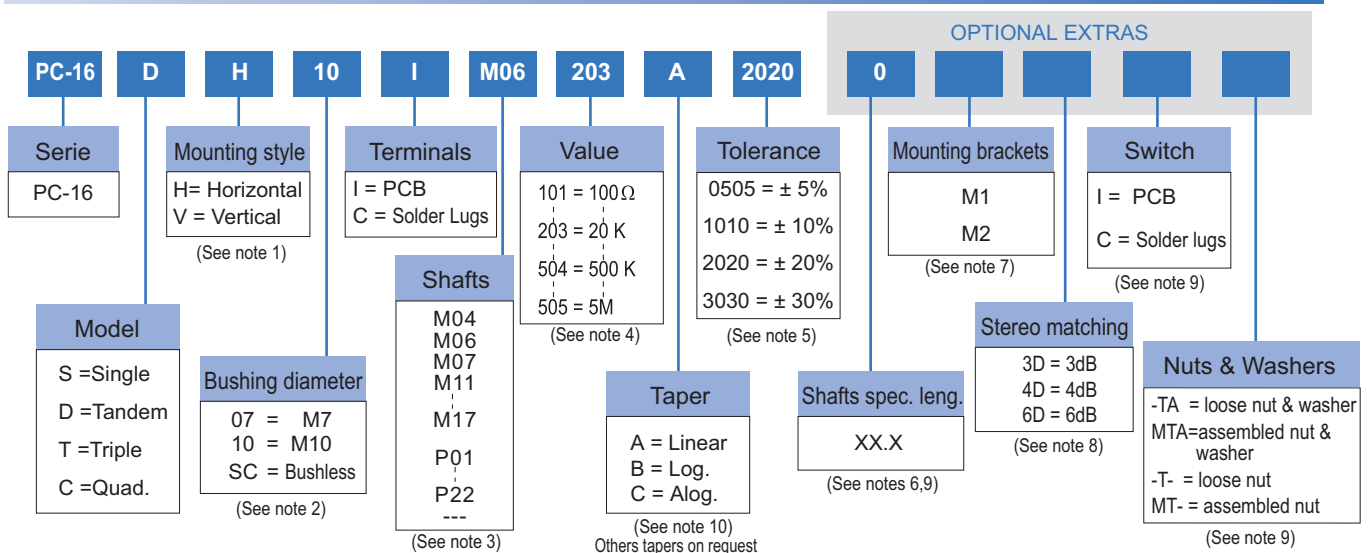 OPTIONAL EXTRAS
PC-16 D H 10 I M06 203 A 2020 0
Serie
PC-16
Mounting style
H= Horizontal
V = Vertical
(See note 1)
Terminals
I = PCB
C = Solder Lugs
Value
101 = 100Ω
203 = 20 K
504 = 500 K
505 = 5M
(See note 4)
Tolerance
0505 = ± 5%
1010 = ± 10%
2020 = ± 20%
3030 = ± 30%
(See note 5)
Mounting brackets
M1
M2
(See note 7)
Switch
I = PCB
C = Solder lugs
(See note 9)
Model
S =Single
D =Tandem
T =Triple
C =Quad.
Bushing diameter
07 = M7
10 = M10
SC = Bushless
(See note 2)
Shafts
M04
M06
M07
M11
M17
P01
P22
---
(See note 3)
Taper
A = Linear
B = Log.
C = Alog.
(See note 10)
Others tapers on request
Shafts spec. leng.
XX.X
(See notes 6,9)
Stereo matching
3D = 3dB
4D = 4dB
6D = 6dB
(See note 8)
Nuts & Washers
-TA = loose nut & washer
MTA=assembled nut &
washer
-T- = loose nut
MT- = assembled nut
(See note 9)